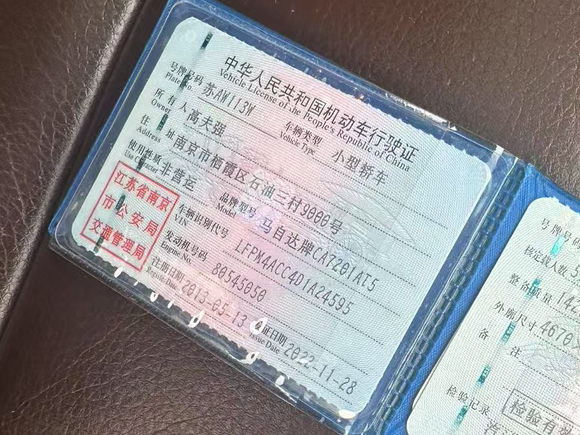 中华人民共和国机动车行驶证
Vehicle License of the People's Republic of China
号牌号码 苏AW113W 车辆类型 小型轿车
Plate No. Vehicle Type
所有人 高夫强
Owner
住址 南京市栖霞区石油三村9000号
Address
使用性质 非营运 品牌型号 马自达牌CA7201AT5
Use Character Model
江苏省南京
市公安局
交通管理局
车辆识别代号 LFPM4ACC4D1A24595
VIN
发动机号码 80545050
Engine No.
注册日期 2013-05-13 发证日期 2022-11-28
Register Date Issue Date
号牌号
核定载人数
整备质量 142
外廓尺寸 4670
备注
检验记录
检验有